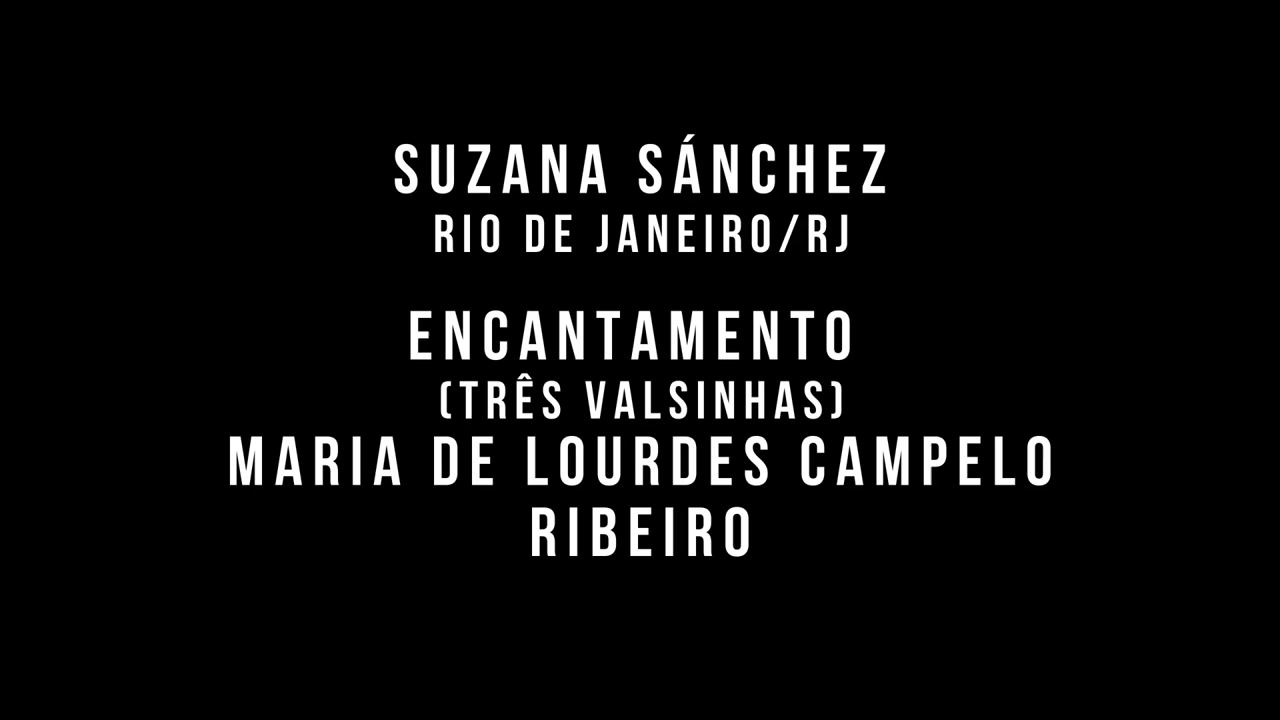 SUZANA SÁNCHEZ
RIO DE JANEIRO/RJ
ENCANTAMENTO
(TRÊS VALSINHAS)
MARIA DE LOURDES CAMPELO
RIBEIRO